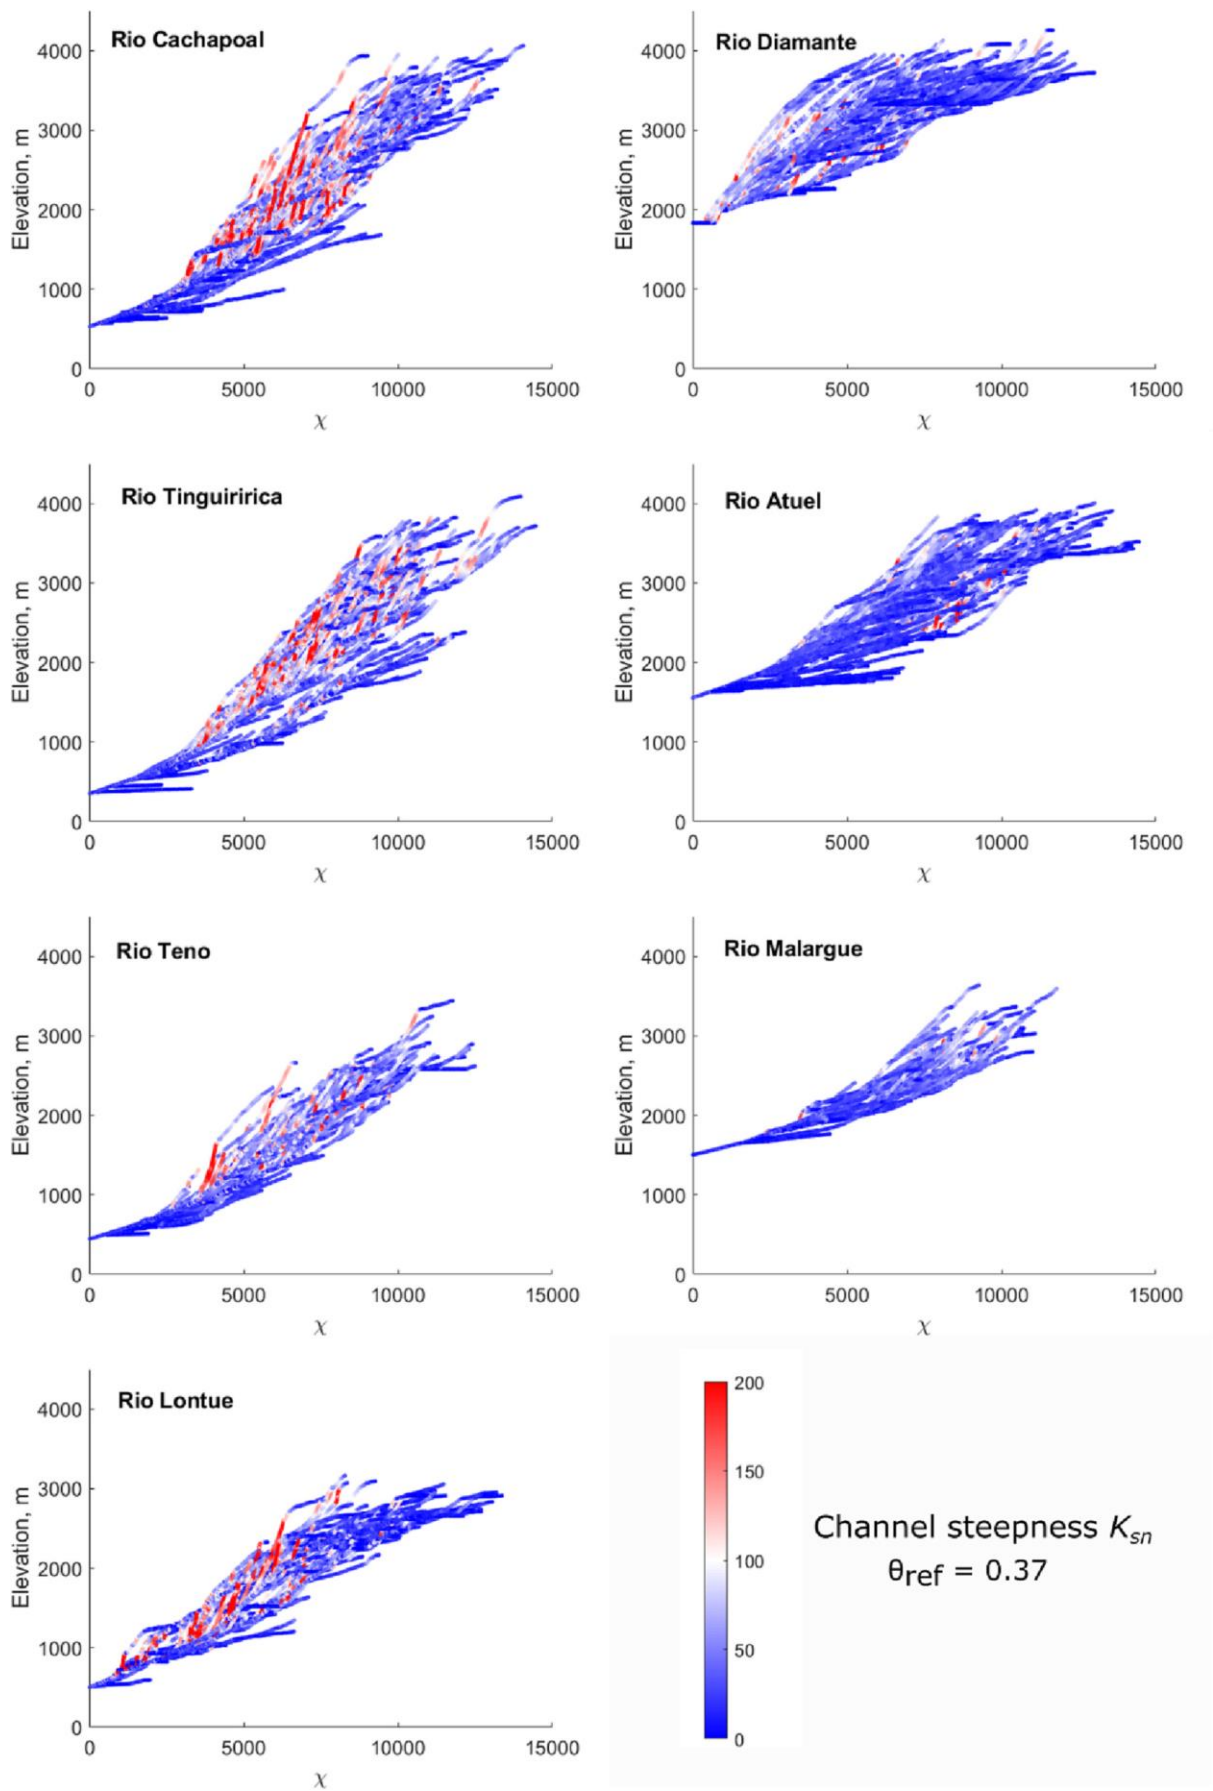 Rio Cachapoal
Elevation, m
4000
3000
2000
1000
0
0 5000 10000 15000
χ
Rio Diamante
Elevation, m
4000
3000
2000
1000
0
0 5000 10000 15000
χ
Rio Tinguiririca
Elevation, m
4000
3000
2000
1000
0
0 5000 10000 15000
χ
Rio Atuel
Elevation, m
4000
3000
2000
1000
0
0 5000 10000 15000
χ
Rio Teno
Elevation, m
4000
3000
2000
1000
0
0 5000 10000 15000
χ
Rio Malargue
Elevation, m
4000
3000
2000
1000
0
0 5000 10000 15000
χ
Rio Lontue
Elevation, m
4000
3000
2000
1000
0
0 5000 10000 15000
χ
200
150
100
50
0
Channel steepness Ksn
θref = 0.37